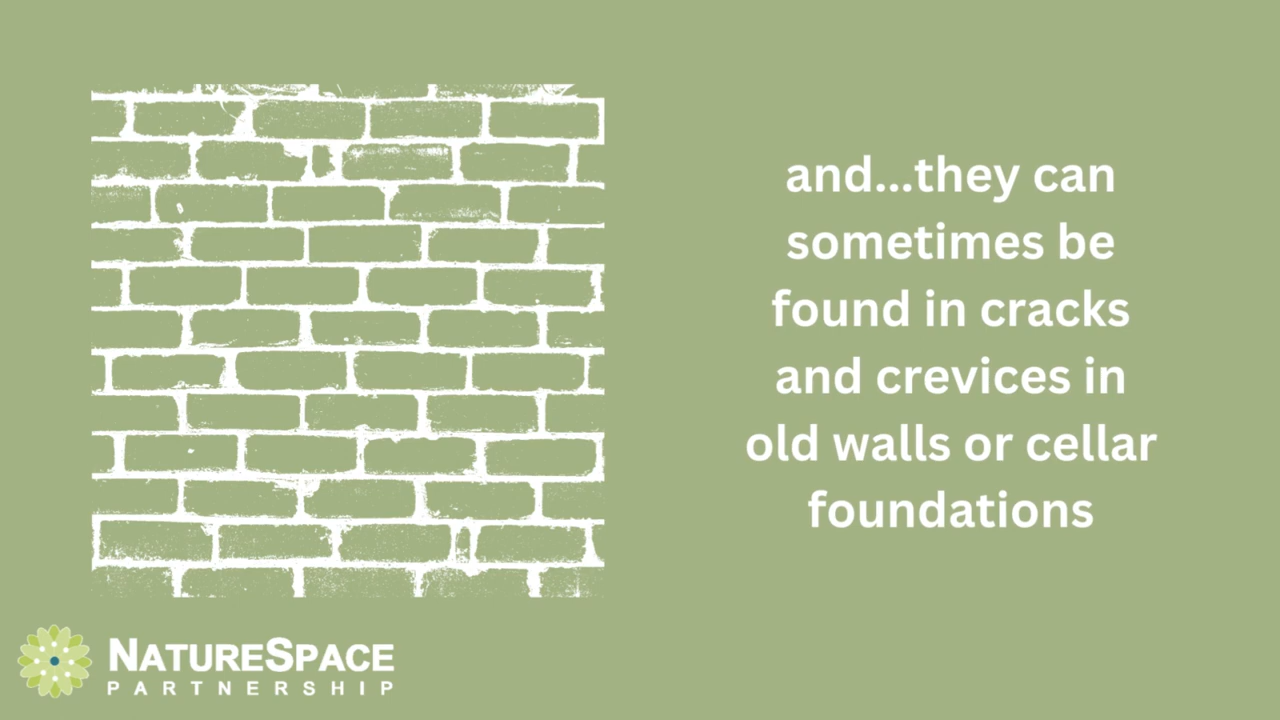 and...they can
sometimes be
found in cracks
and crevices in
old walls or cellar
foundations
NATURESPACE
PARTNERSHIP